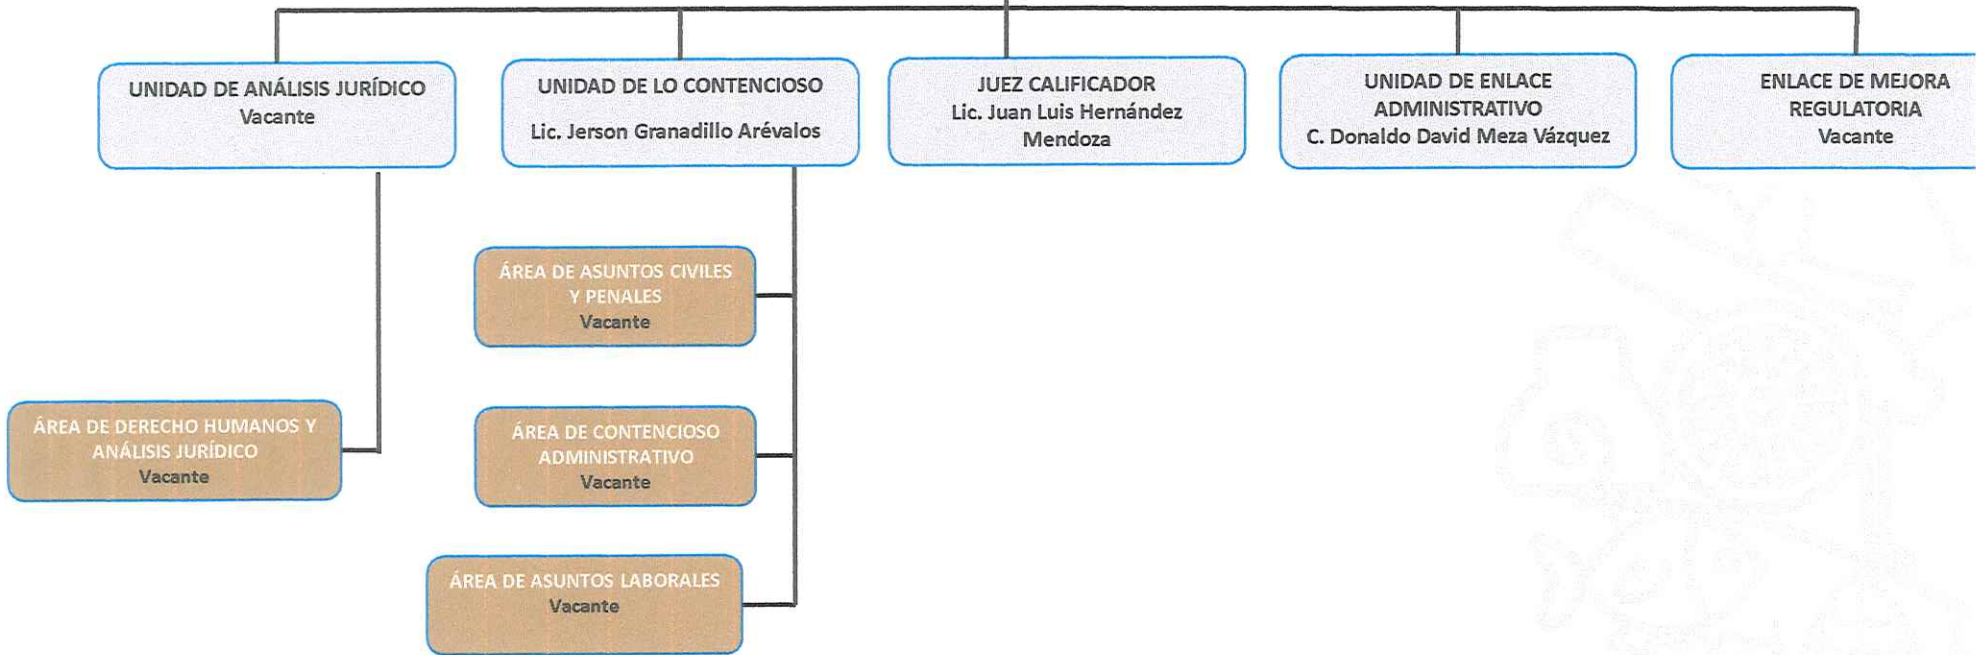 UNIDAD DE ANÁLISIS JURÍDICO
Vacante
UNIDAD DE LO CONTENCIOSO
Lic. Jerson Granadillo Arévalos
JUEZ CALIFICADOR
Lic. Juan Luis Hernández
Mendoza
UNIDAD DE ENLACE
ADMINISTRATIVO
C. Donaldo David Meza Vázquez
ENLACE DE MEJORA
REGULATORIA
Vacante
ÁREA DE ASUNTOS CIVILES
Y PENALES
Vacante
ÁREA DE DERECHO HUMANOS Y
ANÁLISIS JURÍDICO
Vacante
ÁREA DE CONTENCIOSO
ADMINISTRATIVO
Vacante
ÁREA DE ASUNTOS LABORALES
Vacante